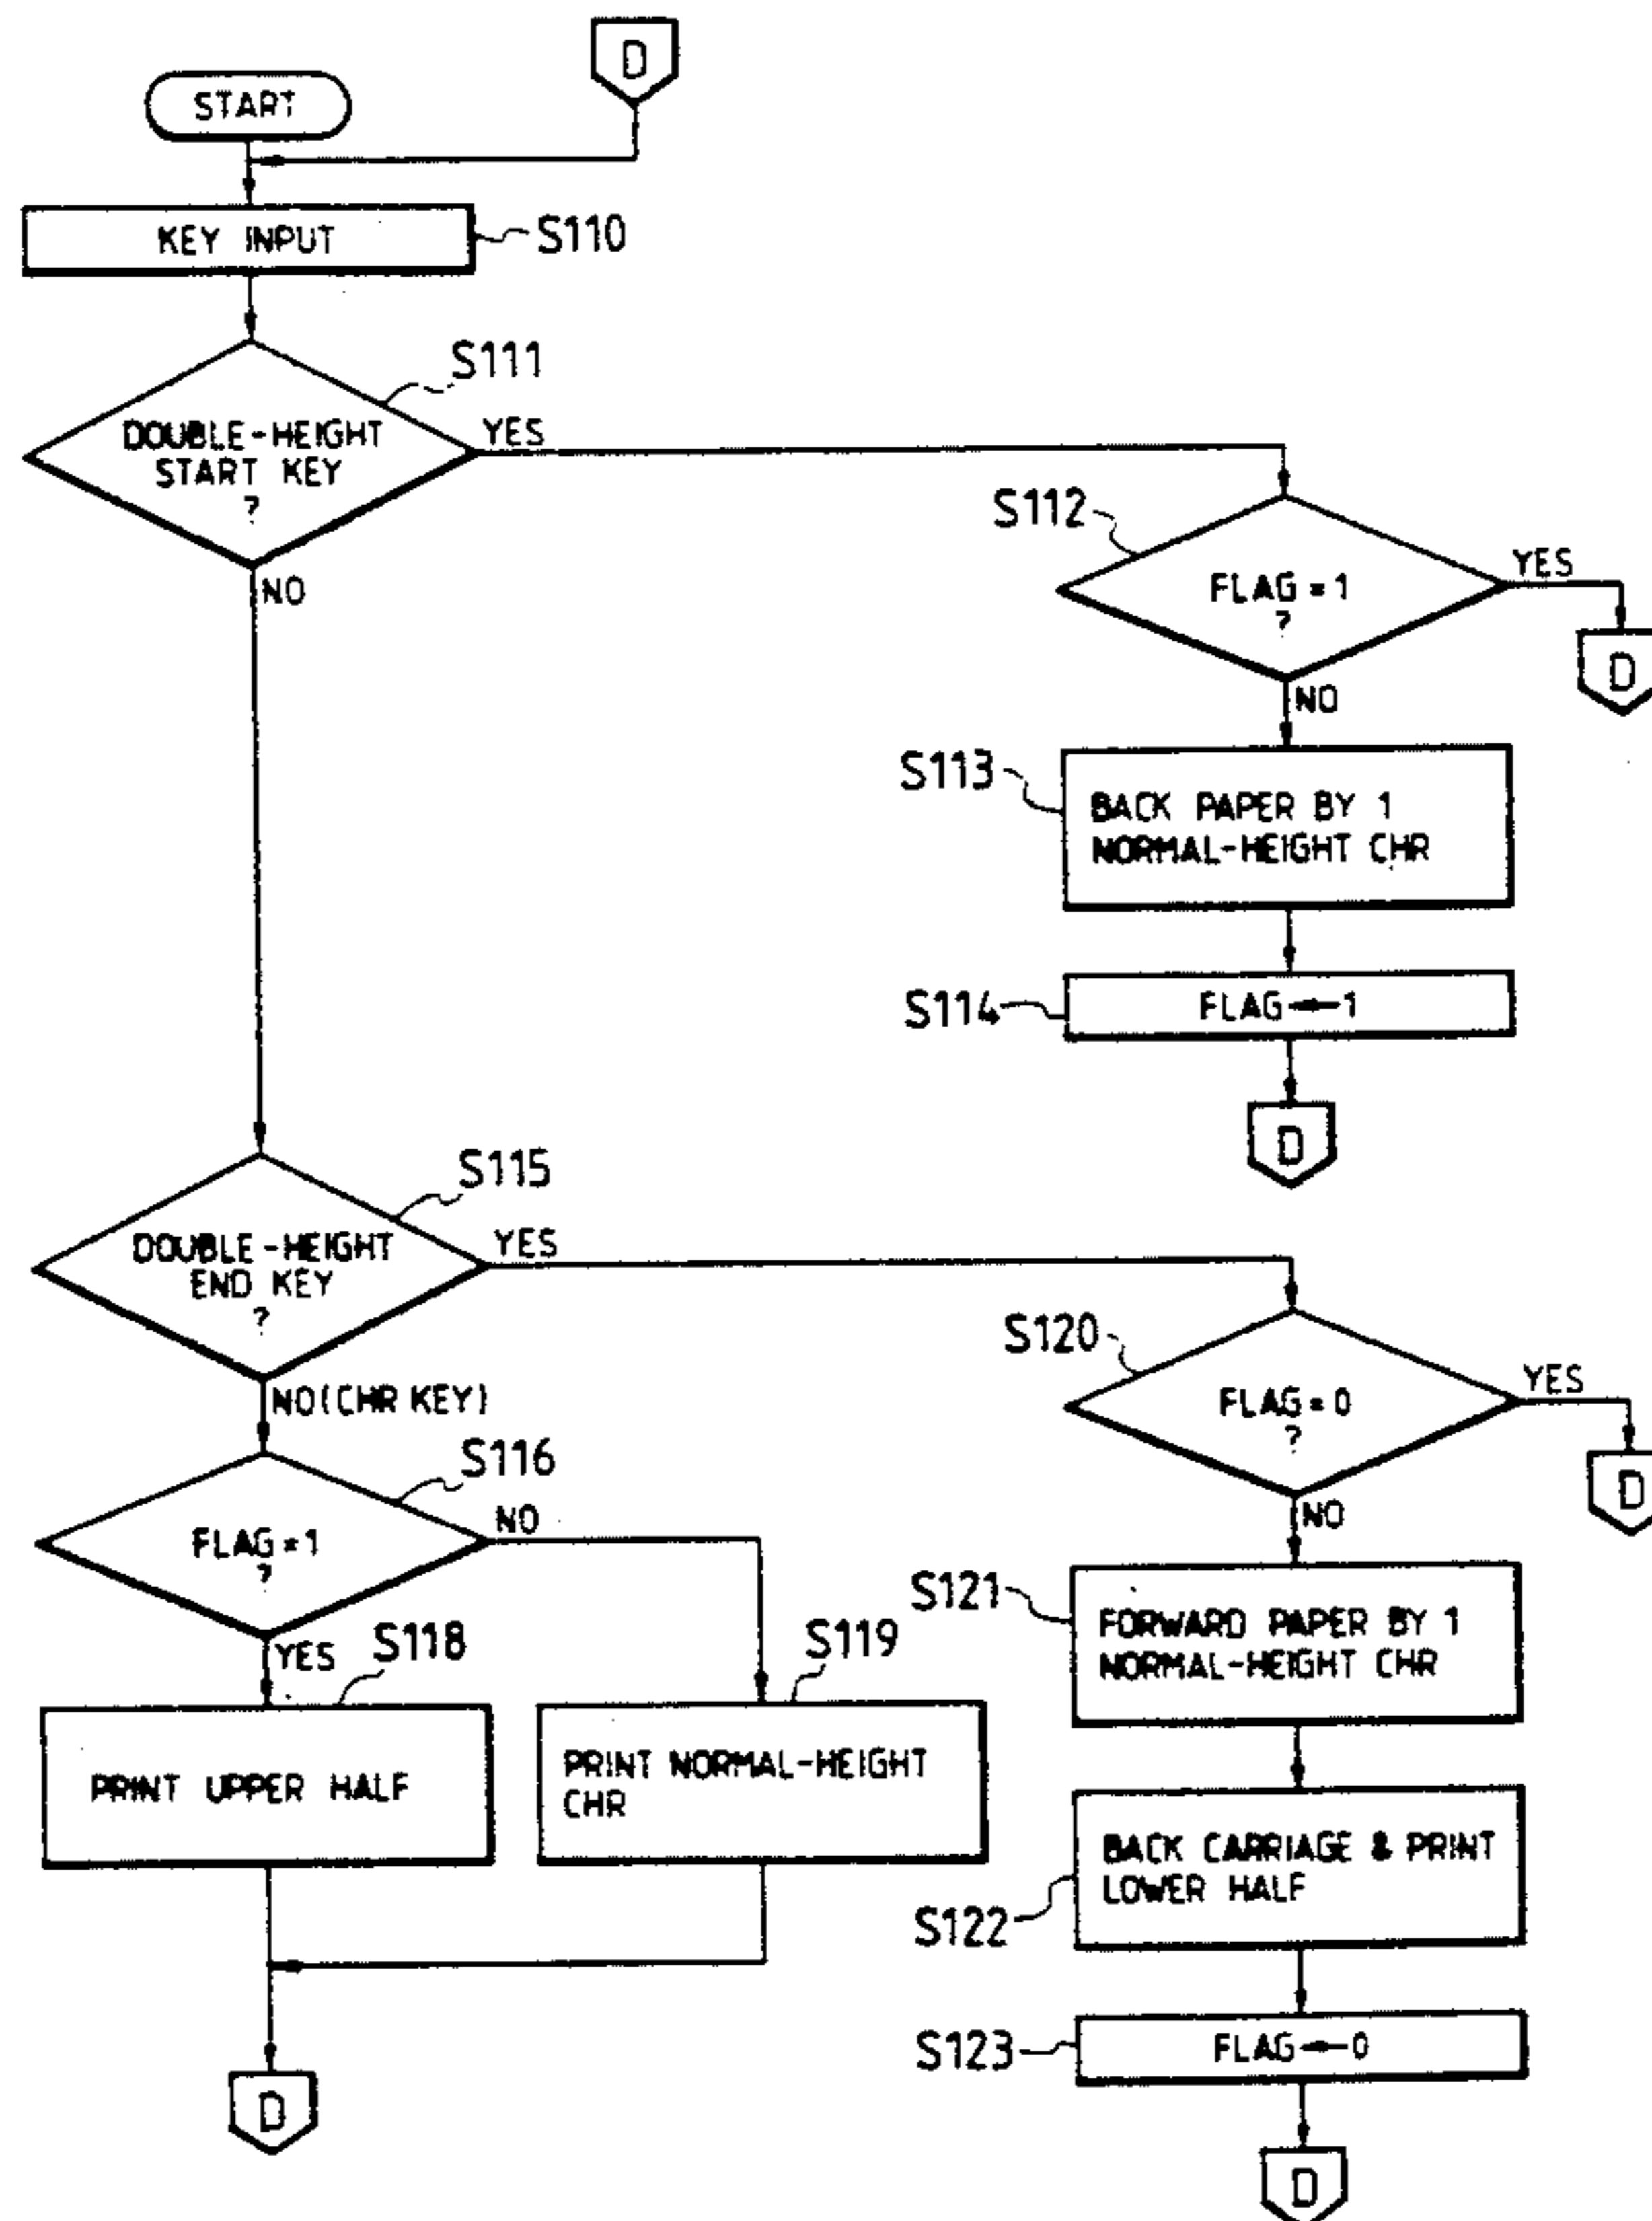 D
START
KEY INPUT
S110
S111
DOUBLE-HEIGHT
START KEY
?
YES
NO
S112
FLAG=1
?
YES
D
NO
S113
BACK PAPER BY 1
NORMAL-HEIGHT CHR
S114
FLAG←1
D
S115
DOUBLE-HEIGHT
END KEY
?
YES
NO(CHR KEY)
S120
FLAG=0
?
YES
D
NO
S116
FLAG=1
?
NO
YES
S118
PRINT UPPER HALF
S119
PRINT NORMAL-HEIGHT
CHR
D
S121
FORWARD PAPER BY 1
NORMAL-HEIGHT CHR
S122
BACK CARRIAGE & PRINT
LOWER HALF
S123
FLAG←0
D